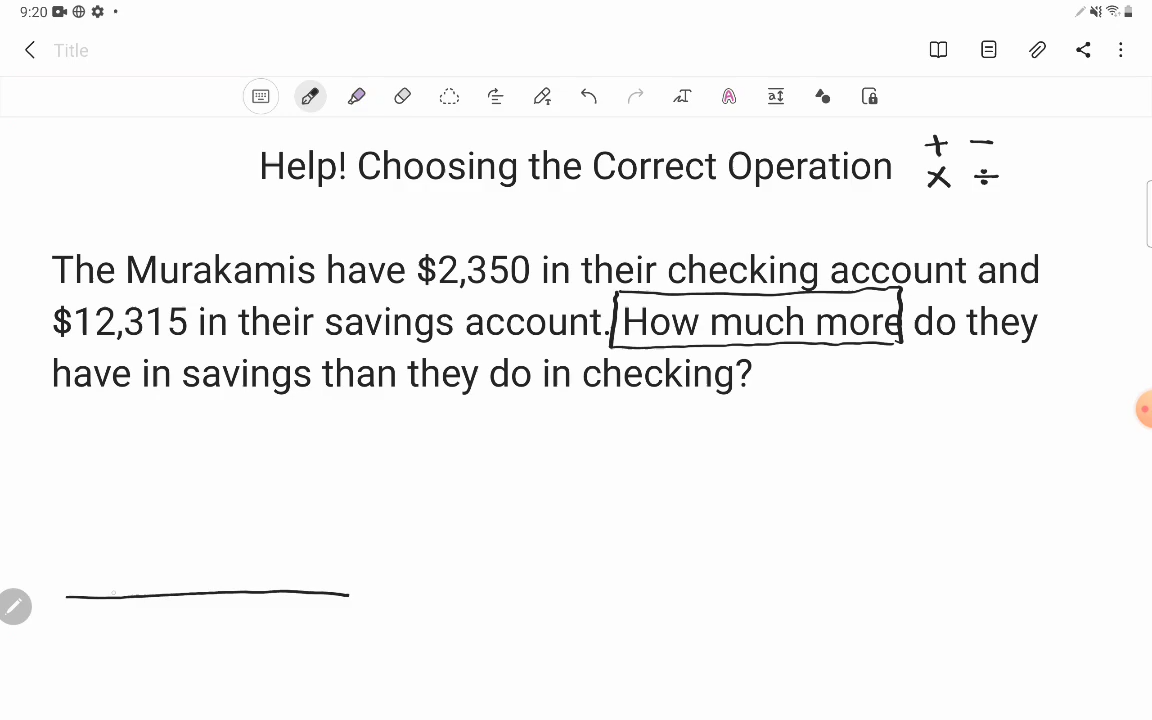 9:20
Title
Help! Choosing the Correct Operation + −
× ÷
The Murakamis have $2,350 in their checking account and
$12,315 in their savings account. How much more do they
have in savings than they do in checking?